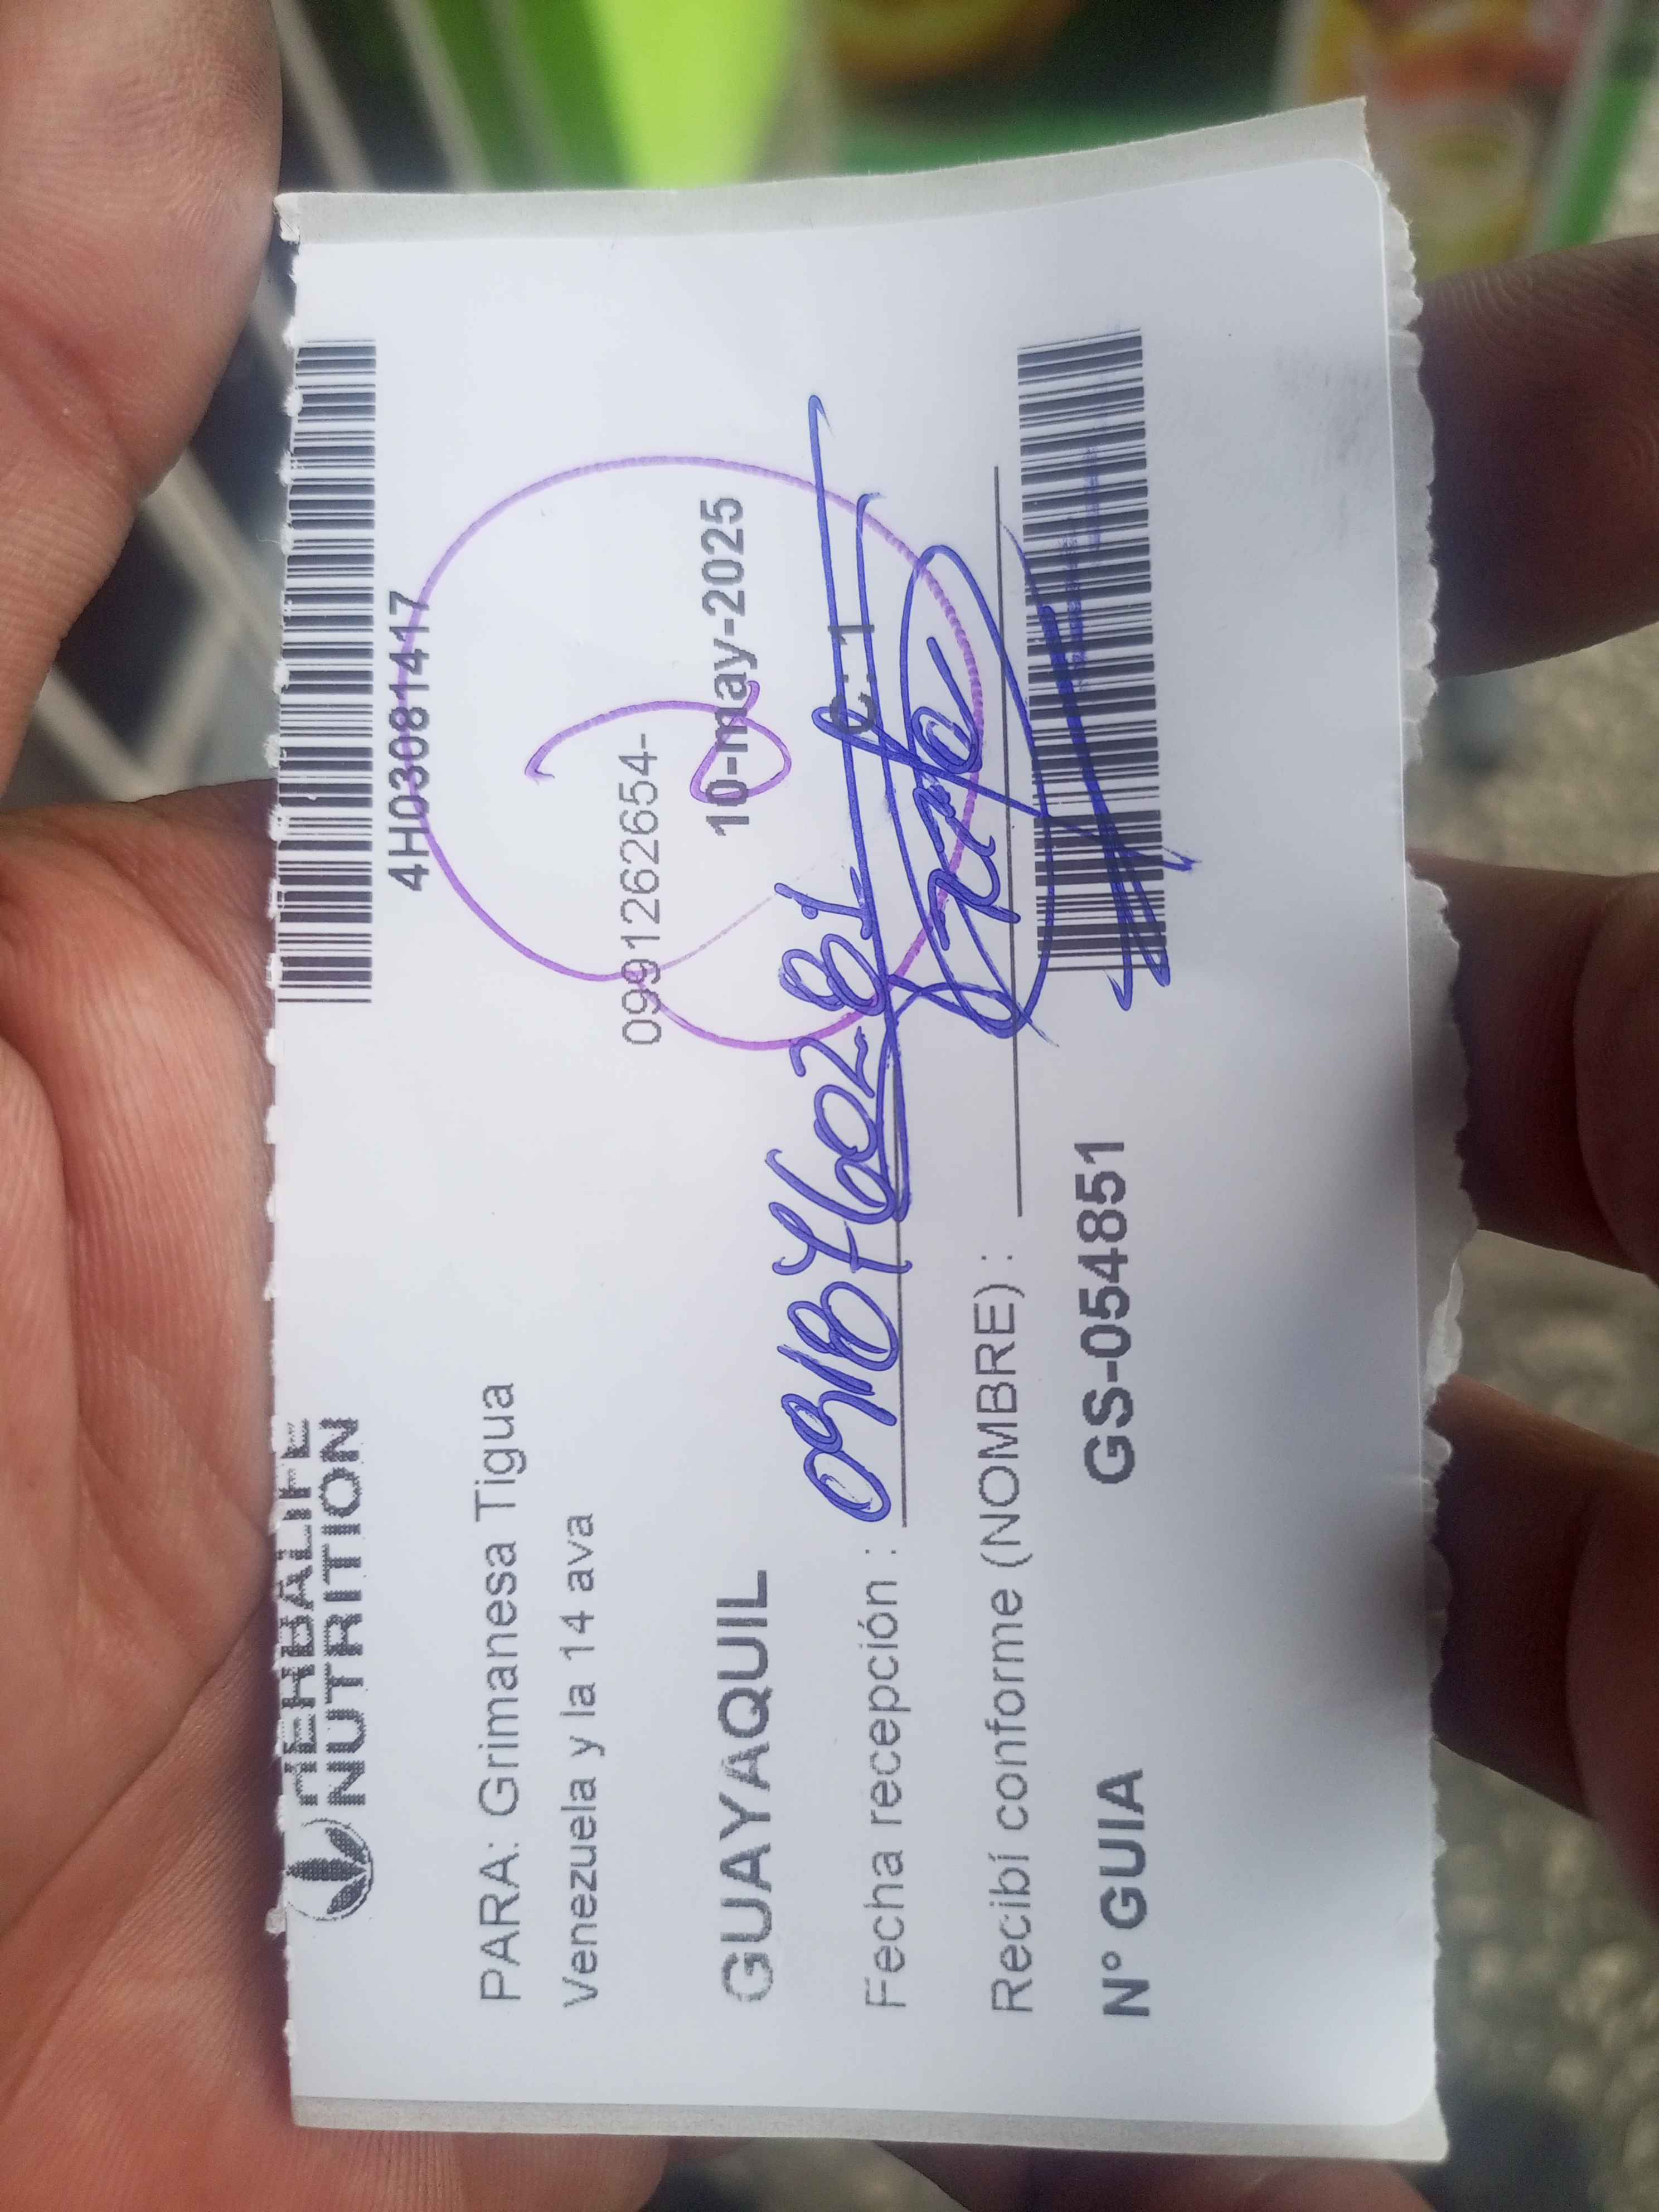 HERBALIFE
NUTRITION
4H03081417
PARA: Grimanesa Tigua
Venezuela y la 14 ava
0991262654-
GUAYAQUIL
10-may-2025
Fecha recepción :
C: 1
Recibí conforme (NOMBRE) :
N° GUIA GS-054851